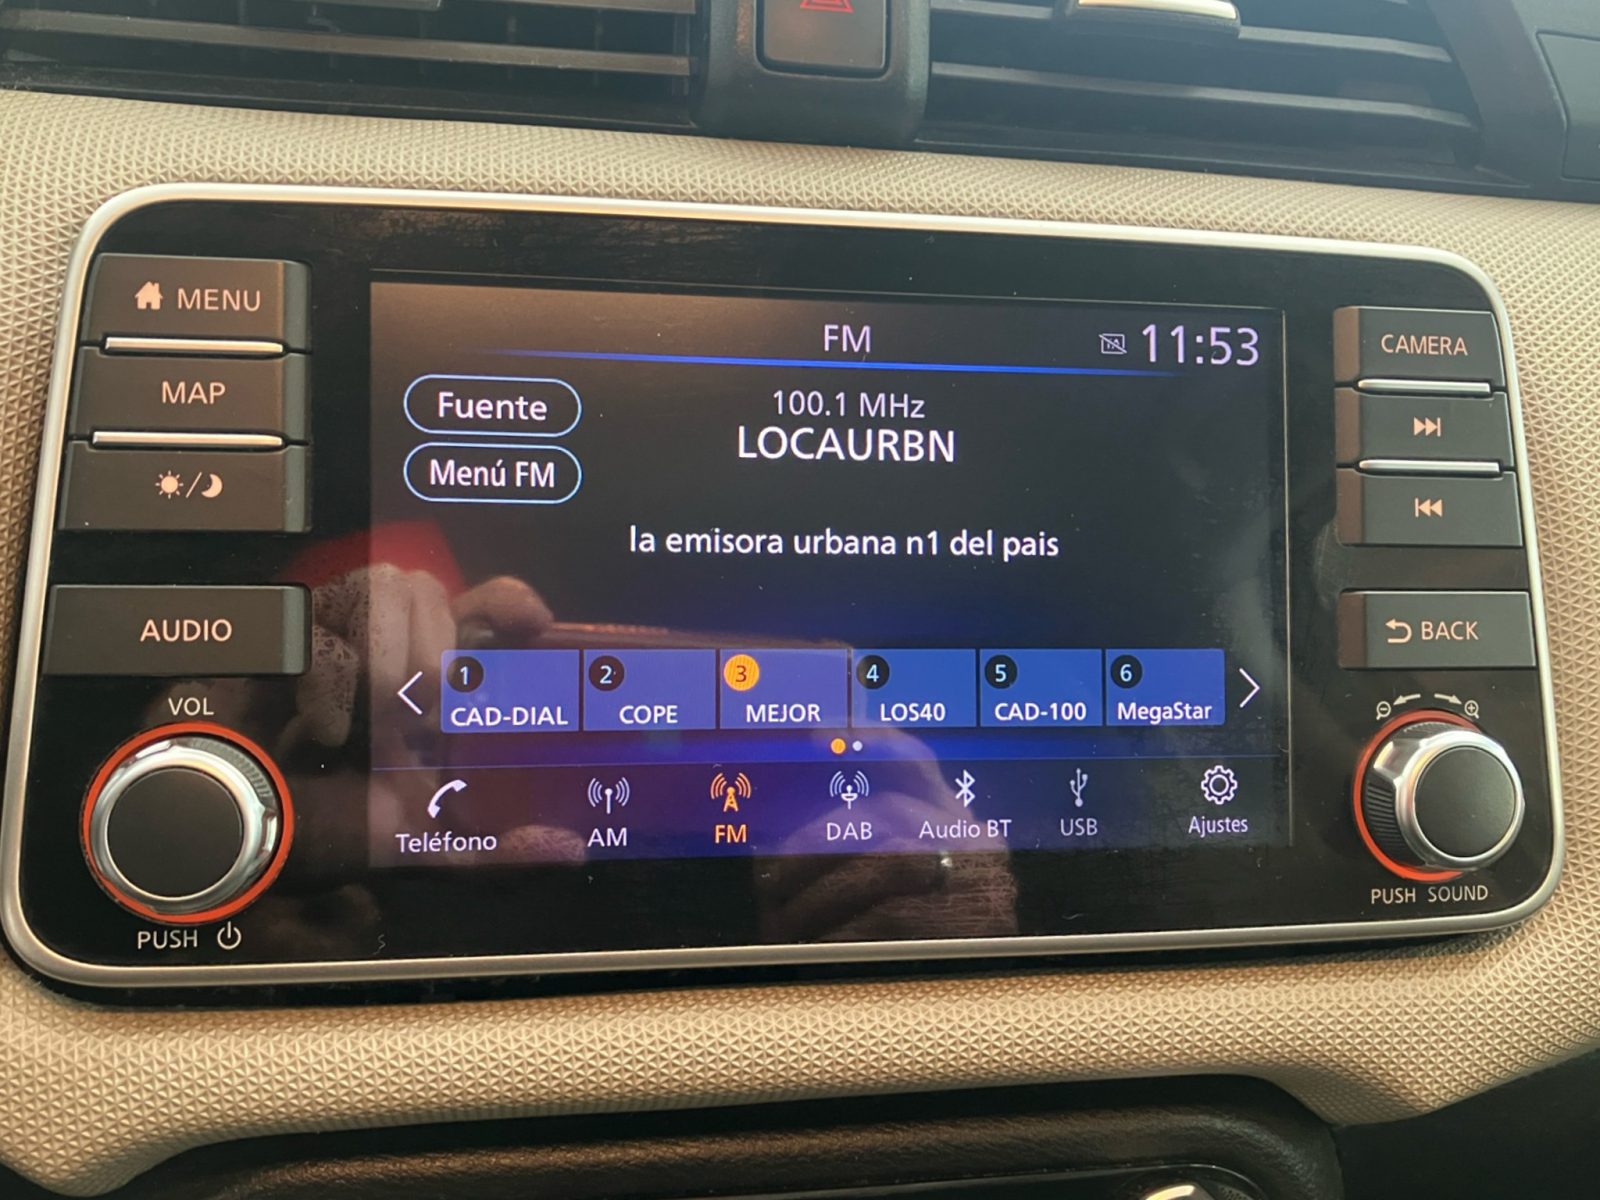 MENU
MAP
AUDIO
VOL
PUSH
FM
TA
11:53
Fuente
100.1 MHz
LOCAURBN
Menú FM
la emisora urbana n1 del pais
1 CAD-DIAL
2 COPE
3 MEJOR
4 LOS40
5 CAD-100
6 MegaStar
Teléfono
AM
FM
DAB
Audio BT
USB
Ajustes
CAMERA
BACK
PUSH SOUND